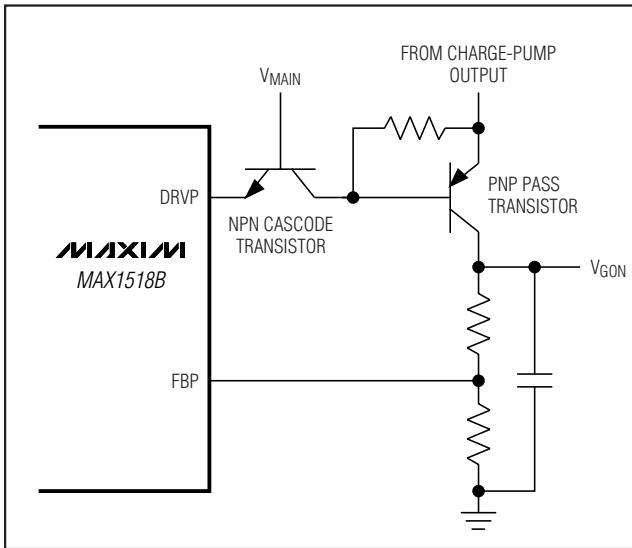 FROM CHARGE-PUMP
OUTPUT
VMAIN
DRVP
NPN CASCODE
TRANSISTOR
PNP PASS
TRANSISTOR
MAXIM
MAX1518B
VGON
FBP